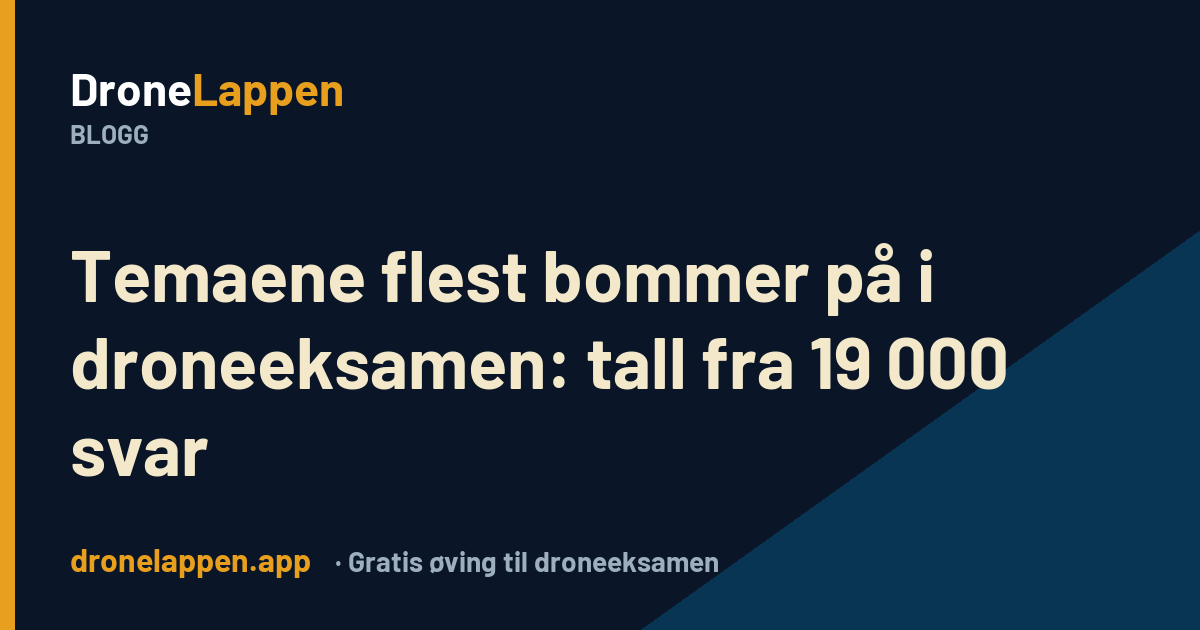 DroneLappen
BLOGG
Temaene flest bommer på i
droneeksamen: tall fra 19 000
svar
dronelappen.app · Gratis øving til droneeksamen